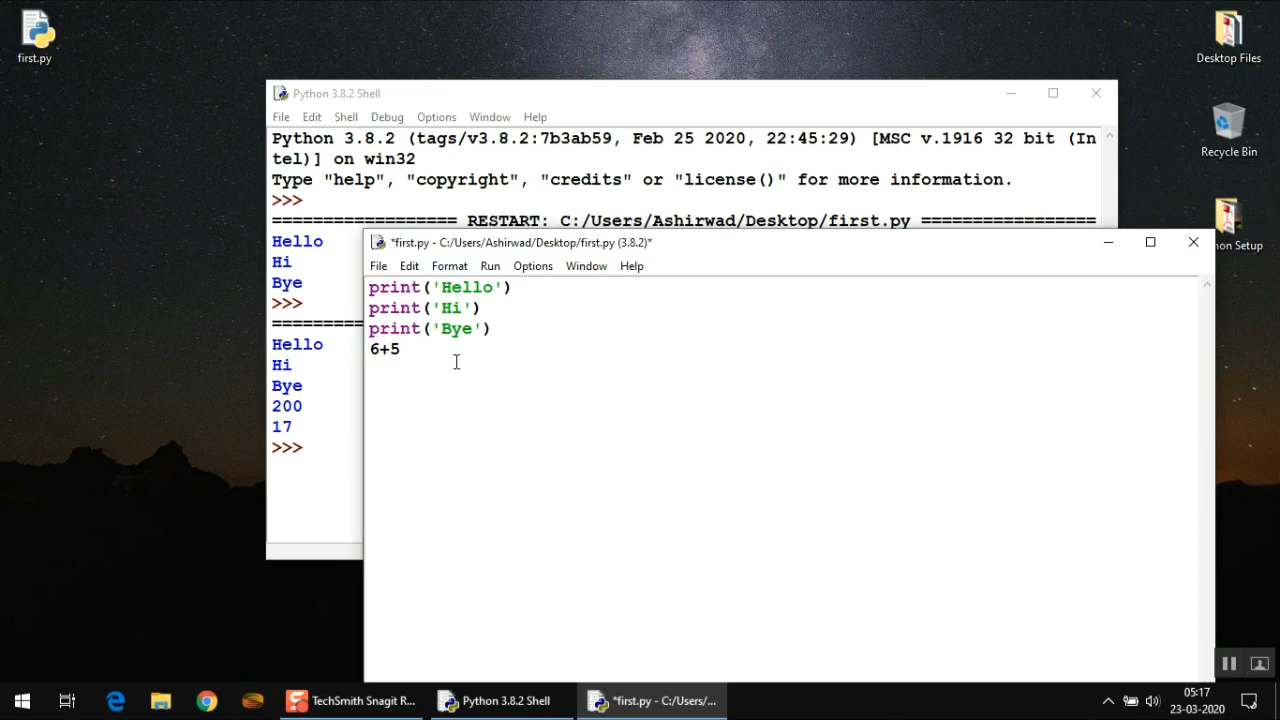 first.py
Desktop Files
Recycle Bin
on Setup
Python 3.8.2 Shell
File Edit Shell Debug Options Window Help
Python 3.8.2 (tags/v3.8.2:7b3ab59, Feb 25 2020, 22:45:29) [MSC v.1916 32 bit (In
tel)] on win32
Type "help", "copyright", "credits" or "license()" for more information.
>>>
================== RESTART: C:/Users/Ashirwad/Desktop/first.py =================
Hello
Hi
Bye
>>>
=========
Hello
Hi
Bye
200
17
>>>
*first.py - C:/Users/Ashirwad/Desktop/first.py (3.8.2)*
File Edit Format Run Options Window Help
print('Hello')
print('Hi')
print('Bye')
6+5
TechSmith Snagit R...
Python 3.8.2 Shell
*first.py - C:/Users/...
05:17
23-03-2020